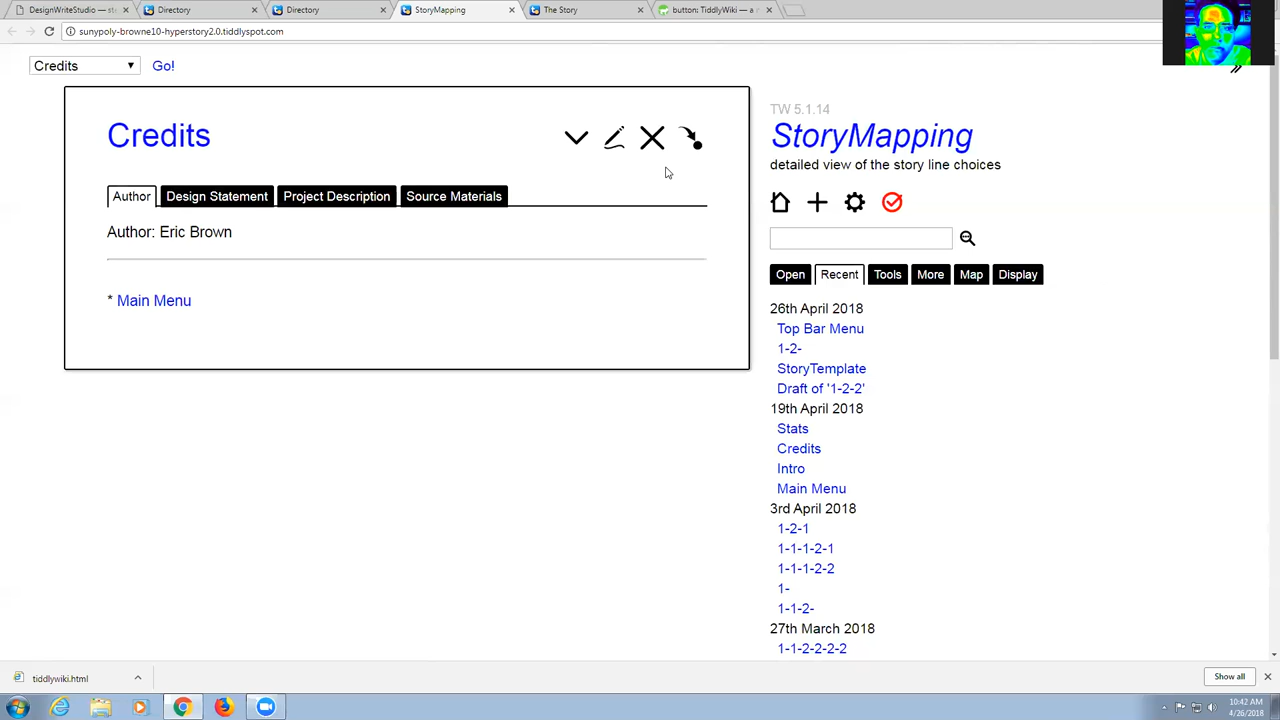 DesignWriteStudio — st
Directory
Directory
StoryMapping
The Story
button: TiddlyWiki — a
sunypoly-browne10-hyperstory2.0.tiddlyspot.com
Credits Go!
Credits
Author Design Statement Project Description Source Materials
Author: Eric Brown
* Main Menu
TW 5.1.14
StoryMapping
detailed view of the story line choices
Open Recent Tools More Map Display
26th April 2018
Top Bar Menu
1-2-
StoryTemplate
Draft of '1-2-2'
19th April 2018
Stats
Credits
Intro
Main Menu
3rd April 2018
1-2-1
1-1-1-2-1
1-1-1-2-2
1-
1-1-2-
27th March 2018
1-1-2-2-2-2
tiddlywiki.html
Show all
10:42 AM
4/26/2018